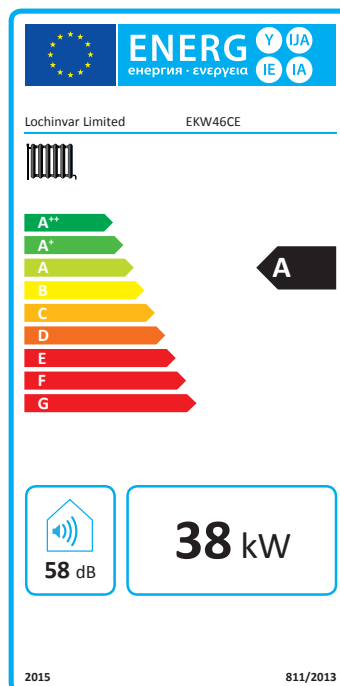 ENERG Y IJA
енергия · ενεργεια IE IA
Lochinvar Limited EKW46CE
A++
A+
A
A
B
C
D
E
F
G
58 dB
38 kW
2015 811/2013